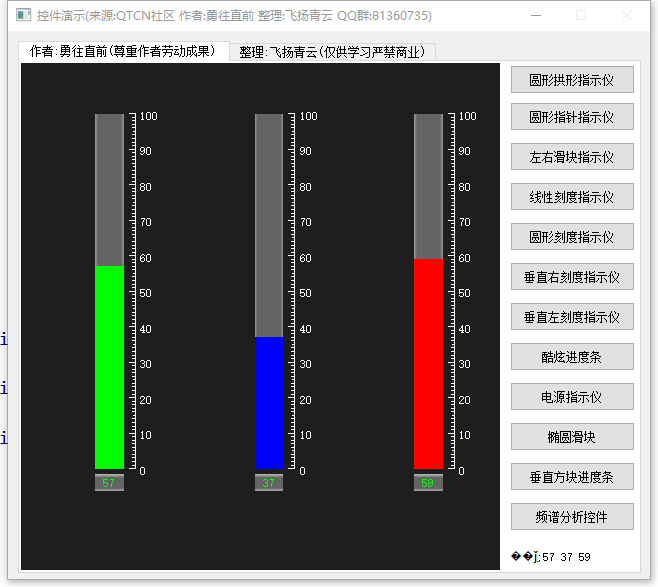 控件演示(来源:QTCN社区 作者:勇往直前 整理:飞扬青云 QQ群:81360735)
作者:勇往直前(尊重作者劳动成果)
整理:飞扬青云(仅供学习严禁商业)
100
90
80
70
60
50
40
30
20
10
0
57
100
90
80
70
60
50
40
30
20
10
0
37
100
90
80
70
60
50
40
30
20
10
0
59
圆形拱形指示仪
圆形指针指示仪
左右滑块指示仪
线性刻度指示仪
圆形刻度指示仪
垂直右刻度指示仪
垂直左刻度指示仪
酷炫进度条
电源指示仪
椭圆滑块
垂直方块进度条
频谱分析控件
57 37 59
i
i
i